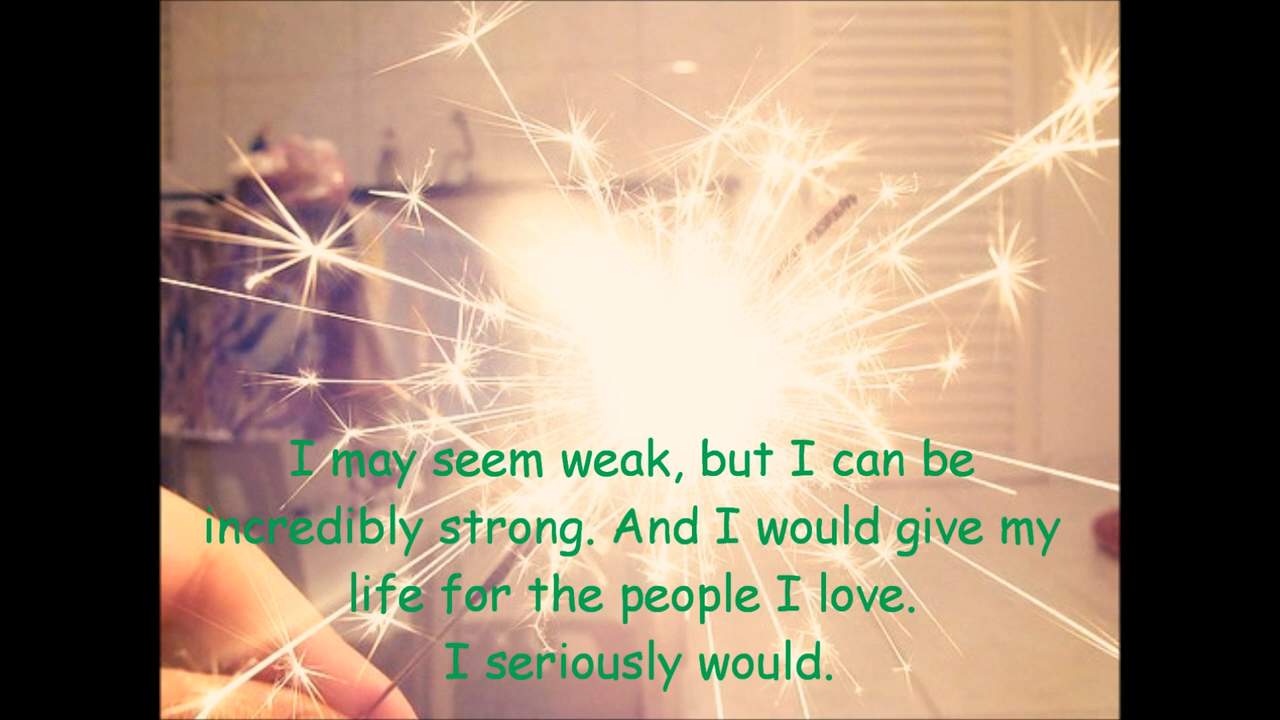 I may seem weak, but I can be
incredibly strong. And I would give my
life for the people I love.
I seriously would.